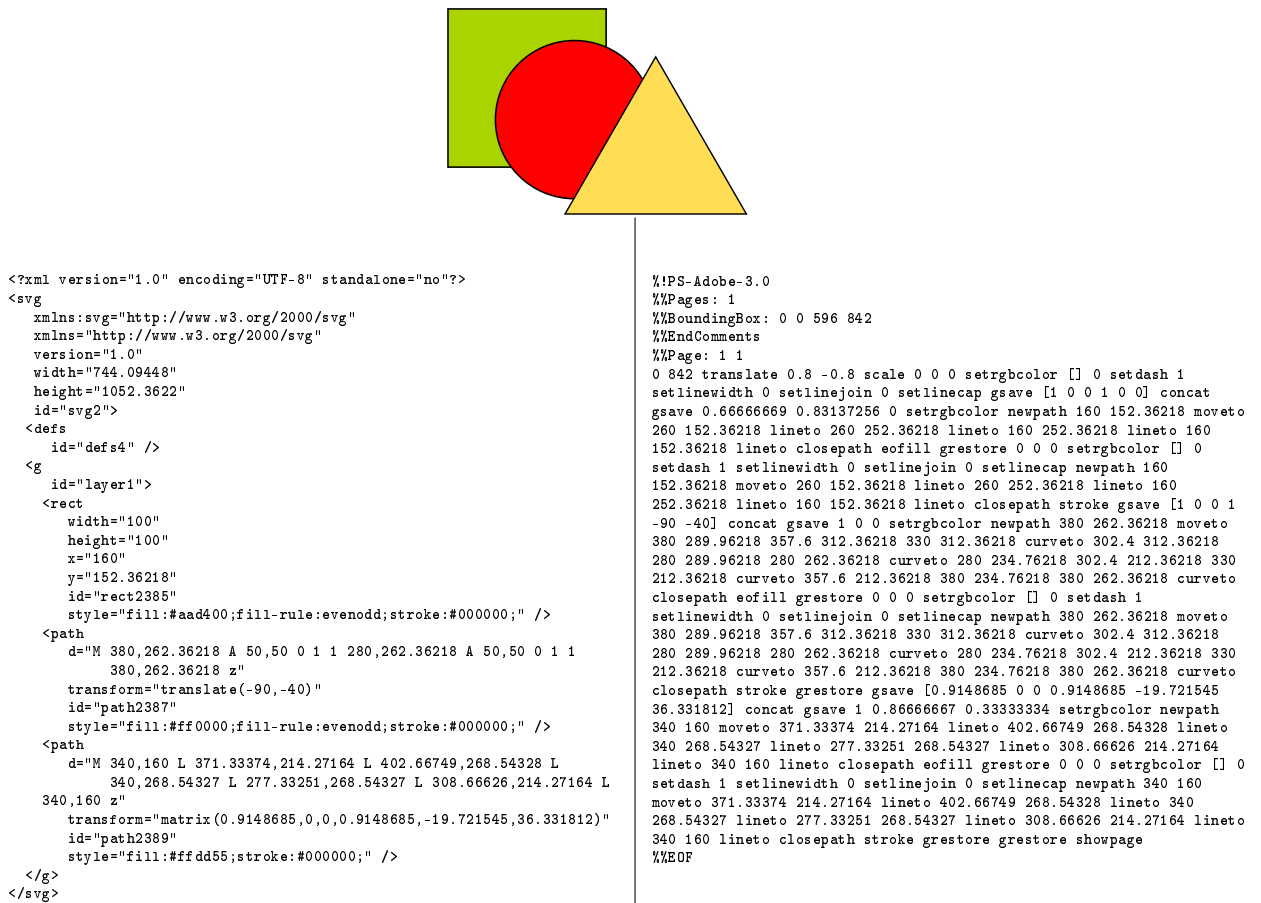 <?xml version="1.0" encoding="UTF-8" standalone="no"?>
<svg
   xmlns:svg="http://www.w3.org/2000/svg"
   xmlns="http://www.w3.org/2000/svg"
   version="1.0"
   width="744.09448"
   height="1052.3622"
   id="svg2">
  <defs
     id="defs4" />
  <g
     id="layer1">
    <rect
       width="100"
       height="100"
       x="160"
       y="152.36218"
       id="rect2385"
       style="fill:#aad400;fill-rule:evenodd;stroke:#000000;" />
    <path
       d="M 380,262.36218 A 50,50 0 1 1 280,262.36218 A 50,50 0 1 1
            380,262.36218 z"
       transform="translate(-90,-40)"
       id="path2387"
       style="fill:#ff0000;fill-rule:evenodd;stroke:#000000;" />
    <path
       d="M 340,160 L 371.33374,214.27164 L 402.66749,268.54328 L
            340,268.54327 L 277.33251,268.54327 L 308.66626,214.27164 L
    340,160 z"
       transform="matrix(0.9148685,0,0,0.9148685,-19.721545,36.331812)"
       id="path2389"
       style="fill:#ffdd55;stroke:#000000;" />
  </g>
</svg>
%!PS-Adobe-3.0
%%Pages: 1
%%BoundingBox: 0 0 596 842
%%EndComments
%%Page: 1 1
0 842 translate 0.8 -0.8 scale 0 0 0 setrgbcolor [] 0 setdash 1
setlinewidth 0 setlinejoin 0 setlinecap gsave [1 0 0 1 0 0] concat
gsave 0.66666669 0.83137256 0 setrgbcolor newpath 160 152.36218 moveto
260 152.36218 lineto 260 252.36218 lineto 160 252.36218 lineto 160
152.36218 lineto closepath eofill grestore 0 0 0 setrgbcolor [] 0
setdash 1 setlinewidth 0 setlinejoin 0 setlinecap newpath 160
152.36218 moveto 260 152.36218 lineto 260 252.36218 lineto 160
252.36218 lineto 160 152.36218 lineto closepath stroke gsave [1 0 0 1
-90 -40] concat gsave 1 0 0 setrgbcolor newpath 380 262.36218 moveto
380 289.96218 357.6 312.36218 330 312.36218 curveto 302.4 312.36218
280 289.96218 280 262.36218 curveto 280 234.76218 302.4 212.36218 330
212.36218 curveto 357.6 212.36218 380 234.76218 380 262.36218 curveto
closepath eofill grestore 0 0 0 setrgbcolor [] 0 setdash 1
setlinewidth 0 setlinejoin 0 setlinecap newpath 380 262.36218 moveto
380 289.96218 357.6 312.36218 330 312.36218 curveto 302.4 312.36218
280 289.96218 280 262.36218 curveto 280 234.76218 302.4 212.36218 330
212.36218 curveto 357.6 212.36218 380 234.76218 380 262.36218 curveto
closepath stroke grestore gsave [0.9148685 0 0 0.9148685 -19.721545
36.331812] concat gsave 1 0.86666667 0.33333334 setrgbcolor newpath
340 160 moveto 371.33374 214.27164 lineto 402.66749 268.54328 lineto
340 268.54327 lineto 277.33251 268.54327 lineto 308.66626 214.27164
lineto 340 160 lineto closepath eofill grestore 0 0 0 setrgbcolor [] 0
setdash 1 setlinewidth 0 setlinejoin 0 setlinecap newpath 340 160
moveto 371.33374 214.27164 lineto 402.66749 268.54328 lineto 340
268.54327 lineto 277.33251 268.54327 lineto 308.66626 214.27164 lineto
340 160 lineto closepath stroke grestore grestore showpage
%%EOF